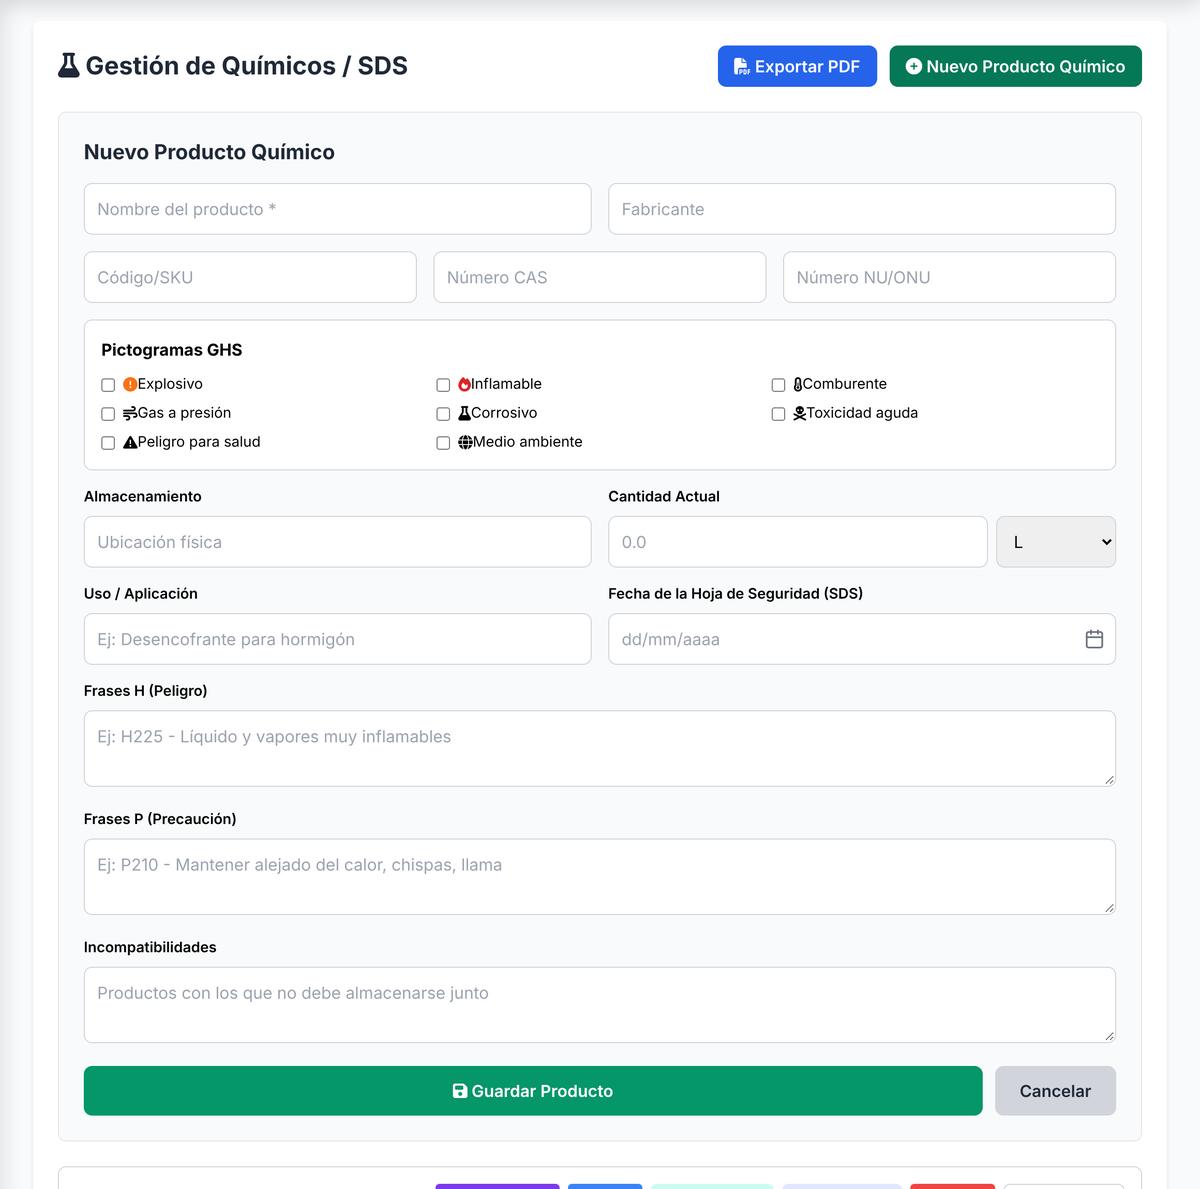 Gestión de Químicos / SDS
Exportar PDF
Nuevo Producto Químico
Nuevo Producto Químico
Nombre del producto *
Fabricante
Código/SKU
Número CAS
Número NU/ONU
Pictogramas GHS
Explosivo
Inflamable
Comburente
Gas a presión
Corrosivo
Toxicidad aguda
Peligro para salud
Medio ambiente
Almacenamiento
Cantidad Actual
Ubicación física
0.0
L
Uso / Aplicación
Fecha de la Hoja de Seguridad (SDS)
Ej: Desencofrante para hormigón
dd/mm/aaaa
Frases H (Peligro)
Ej: H225 - Líquido y vapores muy inflamables
Frases P (Precaución)
Ej: P210 - Mantener alejado del calor, chispas, llama
Incompatibilidades
Productos con los que no debe almacenarse junto
Guardar Producto
Cancelar